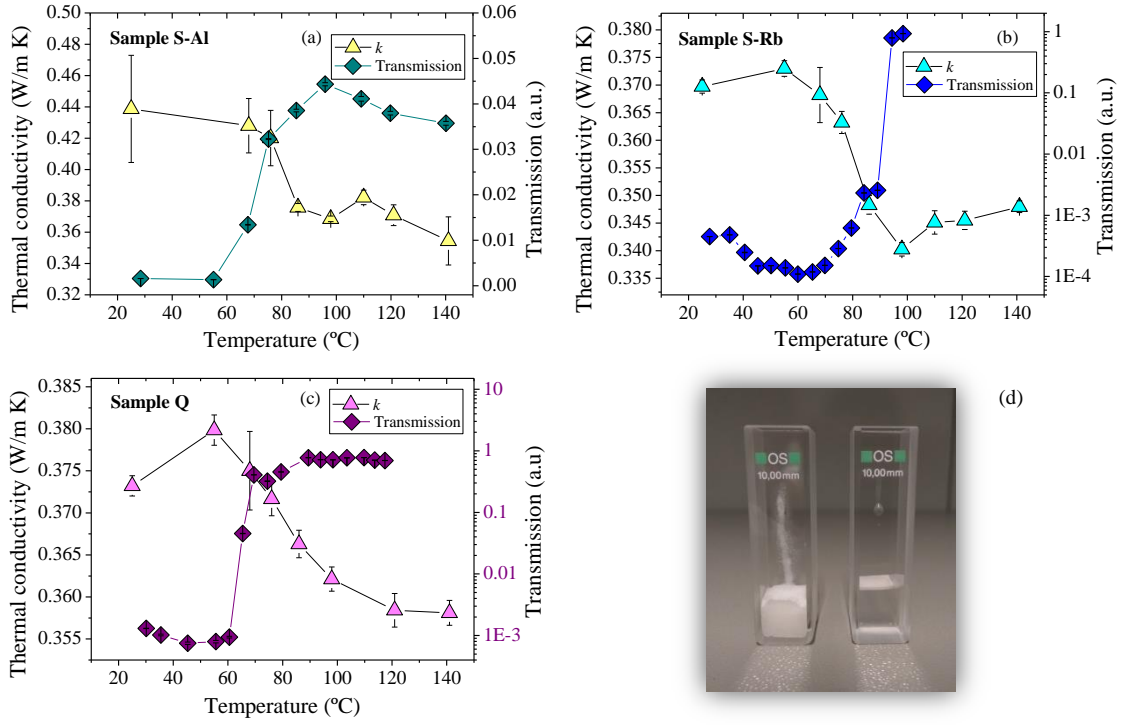 Sample S-Al
(a)
k
Transmission
Thermal conductivity (W/m K)
0.50
0.48
0.46
0.44
0.42
0.40
0.38
0.36
0.34
0.32
0.06
0.05
0.04
0.03
0.02
0.01
0.00
Transmission (a.u.)
20 40 60 80 100 120 140
Temperature (ºC)
Sample S-Rb
(b)
k
Transmission
Thermal conductivity (W/m K)
0.380
0.370
0.365
0.360
0.350
0.345
0.340
0.335
1
0.1
0.01
1E-3
1E-4
Transmission (a.u.)
20 40 60 80 100 120 140
Temperature (ºC)
Sample Q
(c)
k
Transmission
Thermal conductivity (W/m K)
0.385
0.380
0.375
0.370
0.365
0.360
0.355
10
1
0.1
0.01
1E-3
Transmission (a.u)
20 40 60 80 100 120 140
Temperature (ºC)
(d)
OS
10,00mm
OS
10,00mm